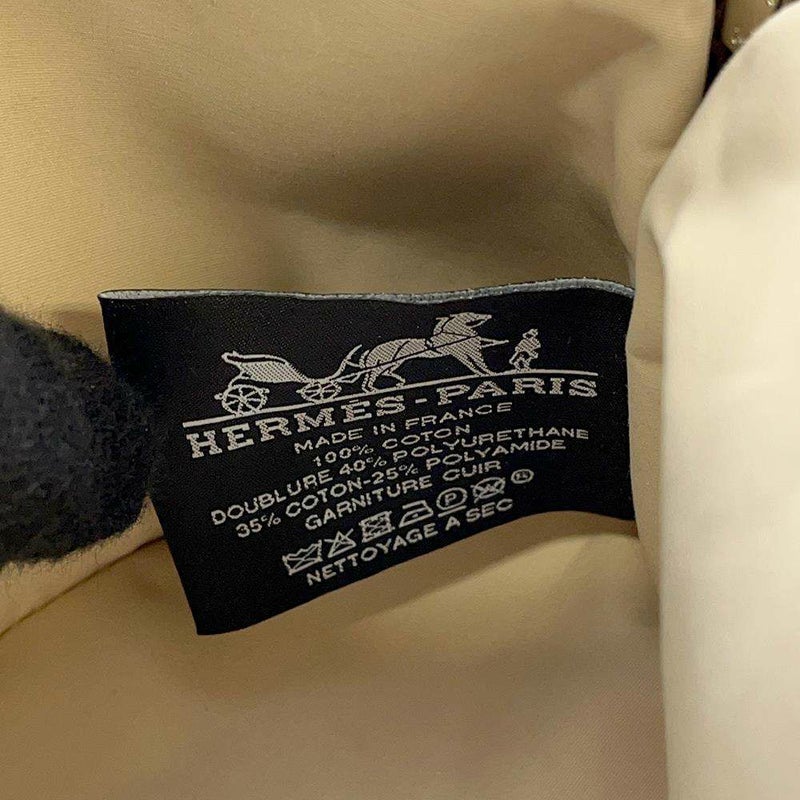 HERMÈS-PARIS
MADE IN FRANCE
100% COTON
DOUBLURE 40% POLYURETHANE
35% COTON-25% POLYAMIDE
GARNITURE CUIR
P
NETTOYAGE A SEC